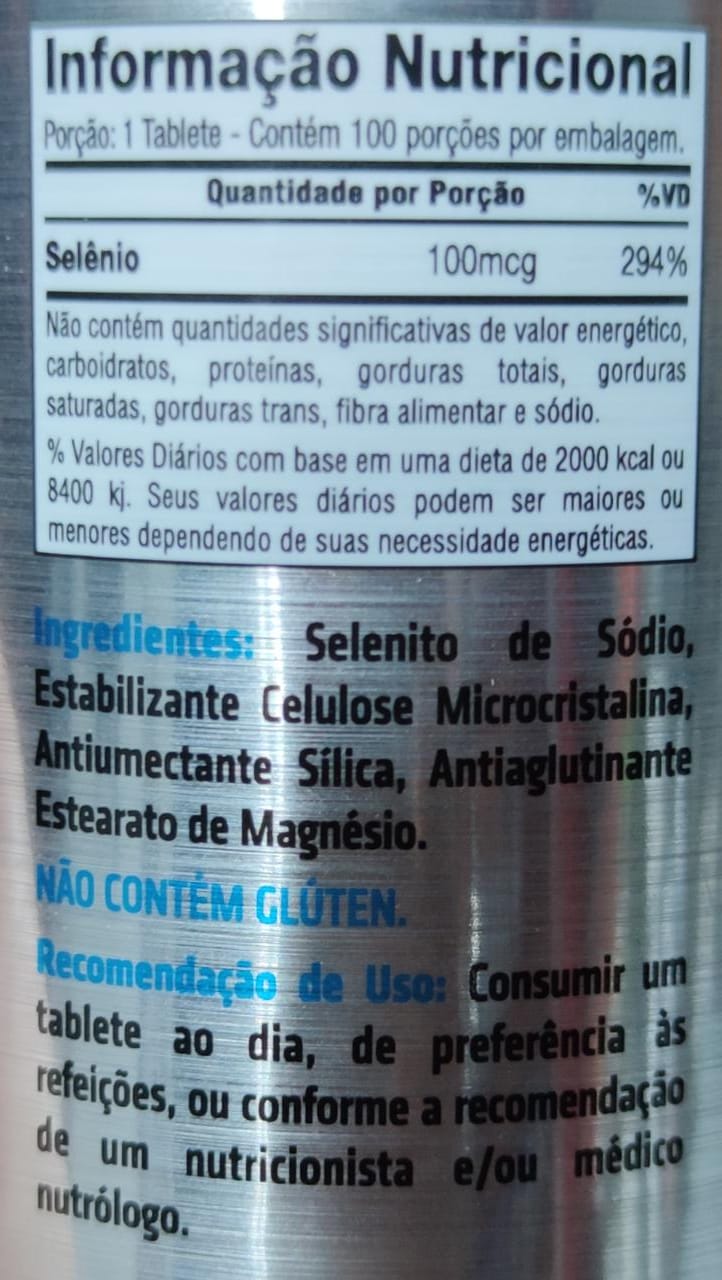 Informação Nutricional
Porção: 1 Tablete - Contém 100 porções por embalagem.
Quantidade por Porção %VD
Selênio 100mcg 294%
Não contém quantidades significativas de valor energético,
carboidratos, proteínas, gorduras totais, gorduras
saturadas, gorduras trans, fibra alimentar e sódio.
% Valores Diários com base em uma dieta de 2000 kcal ou
8400 kj. Seus valores diários podem ser maiores ou
menores dependendo de suas necessidade energéticas.
Ingredientes: Selenito de Sódio,
Estabilizante Celulose Microcristalina,
Antiumectante Sílica, Antiaglutinante
Estearato de Magnésio.
NÃO CONTÉM GLÚTEN.
Recomendação de Uso: Consumir um
tablete ao dia, de preferência às
refeições, ou conforme a recomendação
de um nutricionista e/ou médico
nutrólogo.